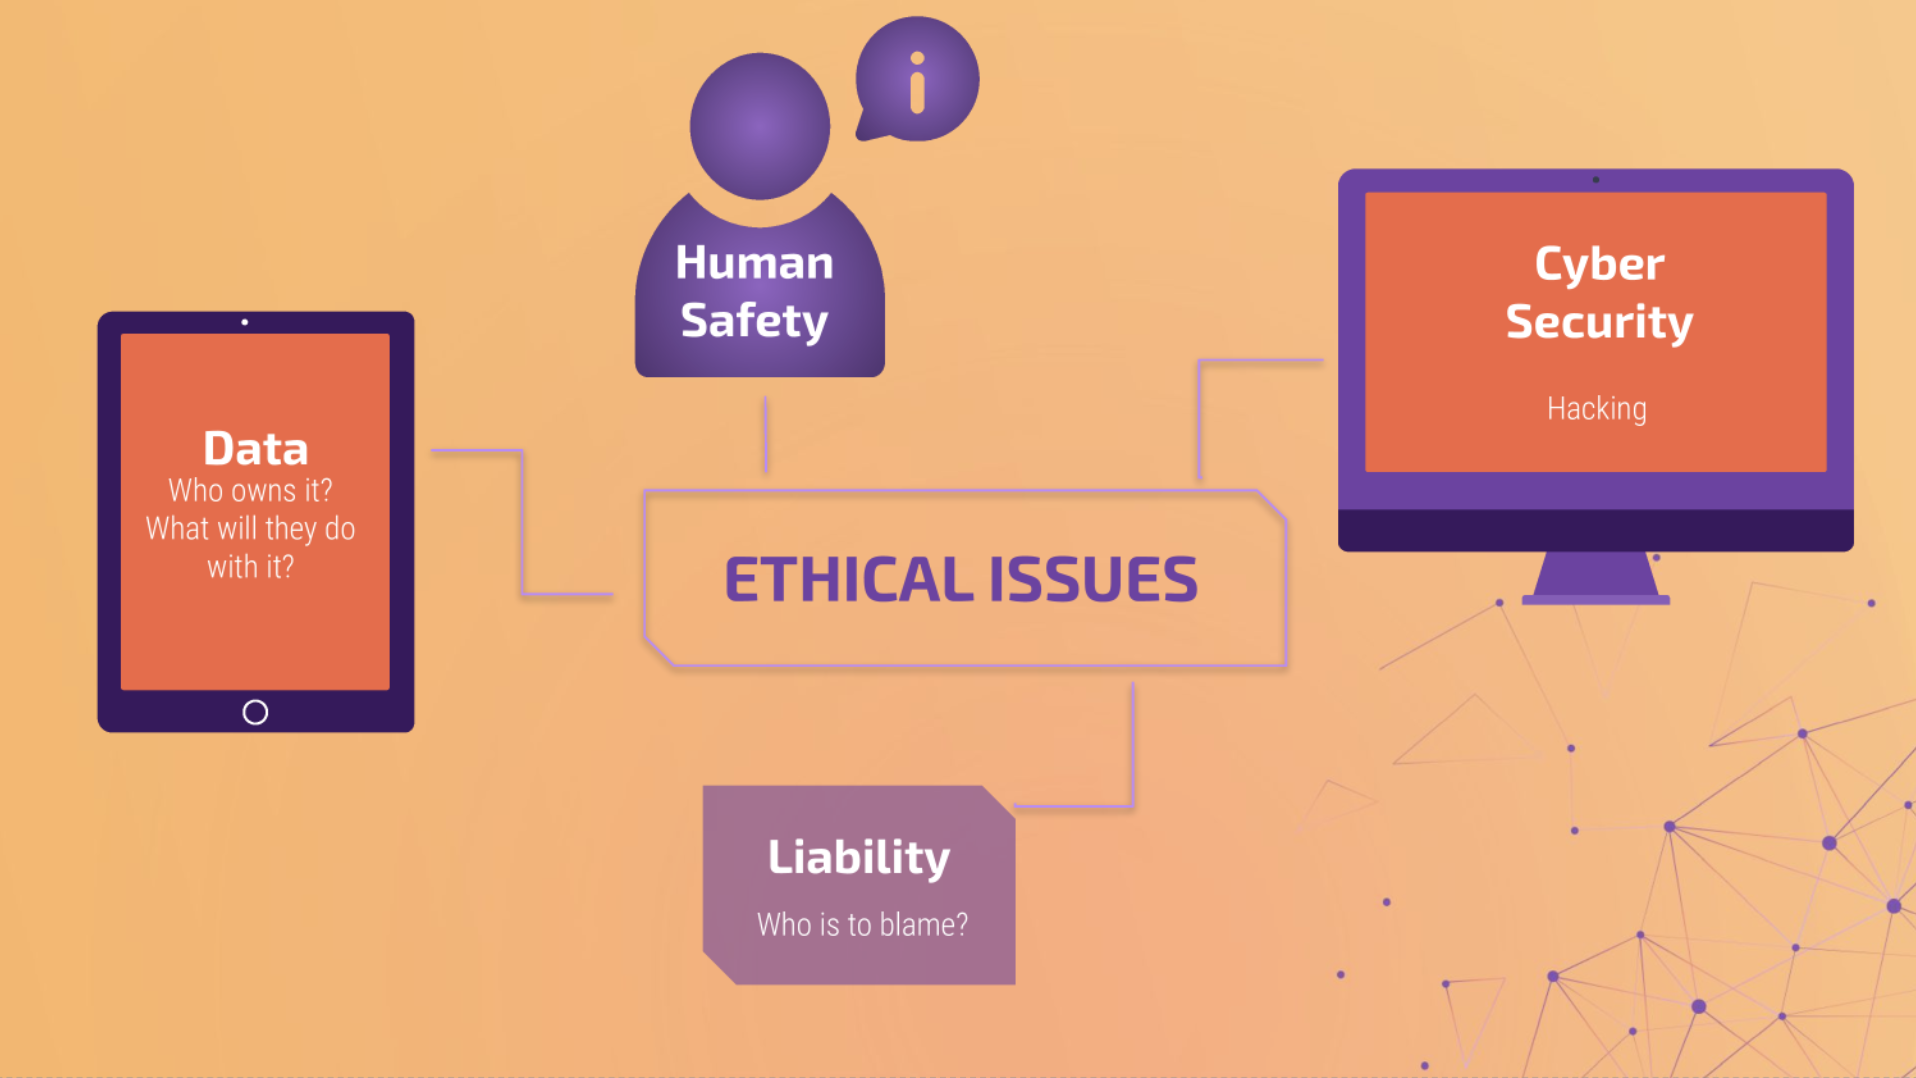 Human
Safety
Cyber
Security
Hacking
Data
Who owns it?
What will they do
with it?
ETHICAL ISSUES
Liability
Who is to blame?